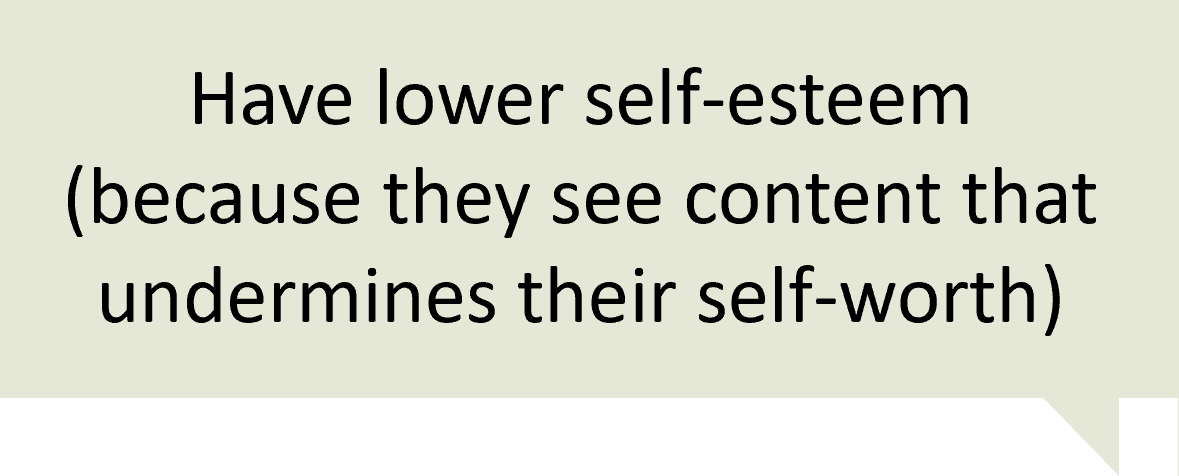 Have lower self-esteem
(because they see content that
undermines their self-worth)